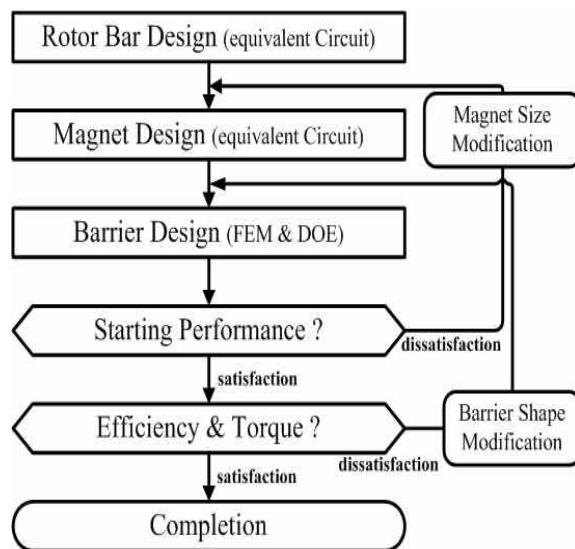 Rotor Bar Design (equivalent Circuit)
Magnet Size
Modification
Magnet Design (equivalent Circuit)
Barrier Design (FEM & DOE)
Starting Performance ?
dissatisfaction
satisfaction
Efficiency & Torque ?
Barrier Shape
Modification
dissatisfaction
satisfaction
Completion